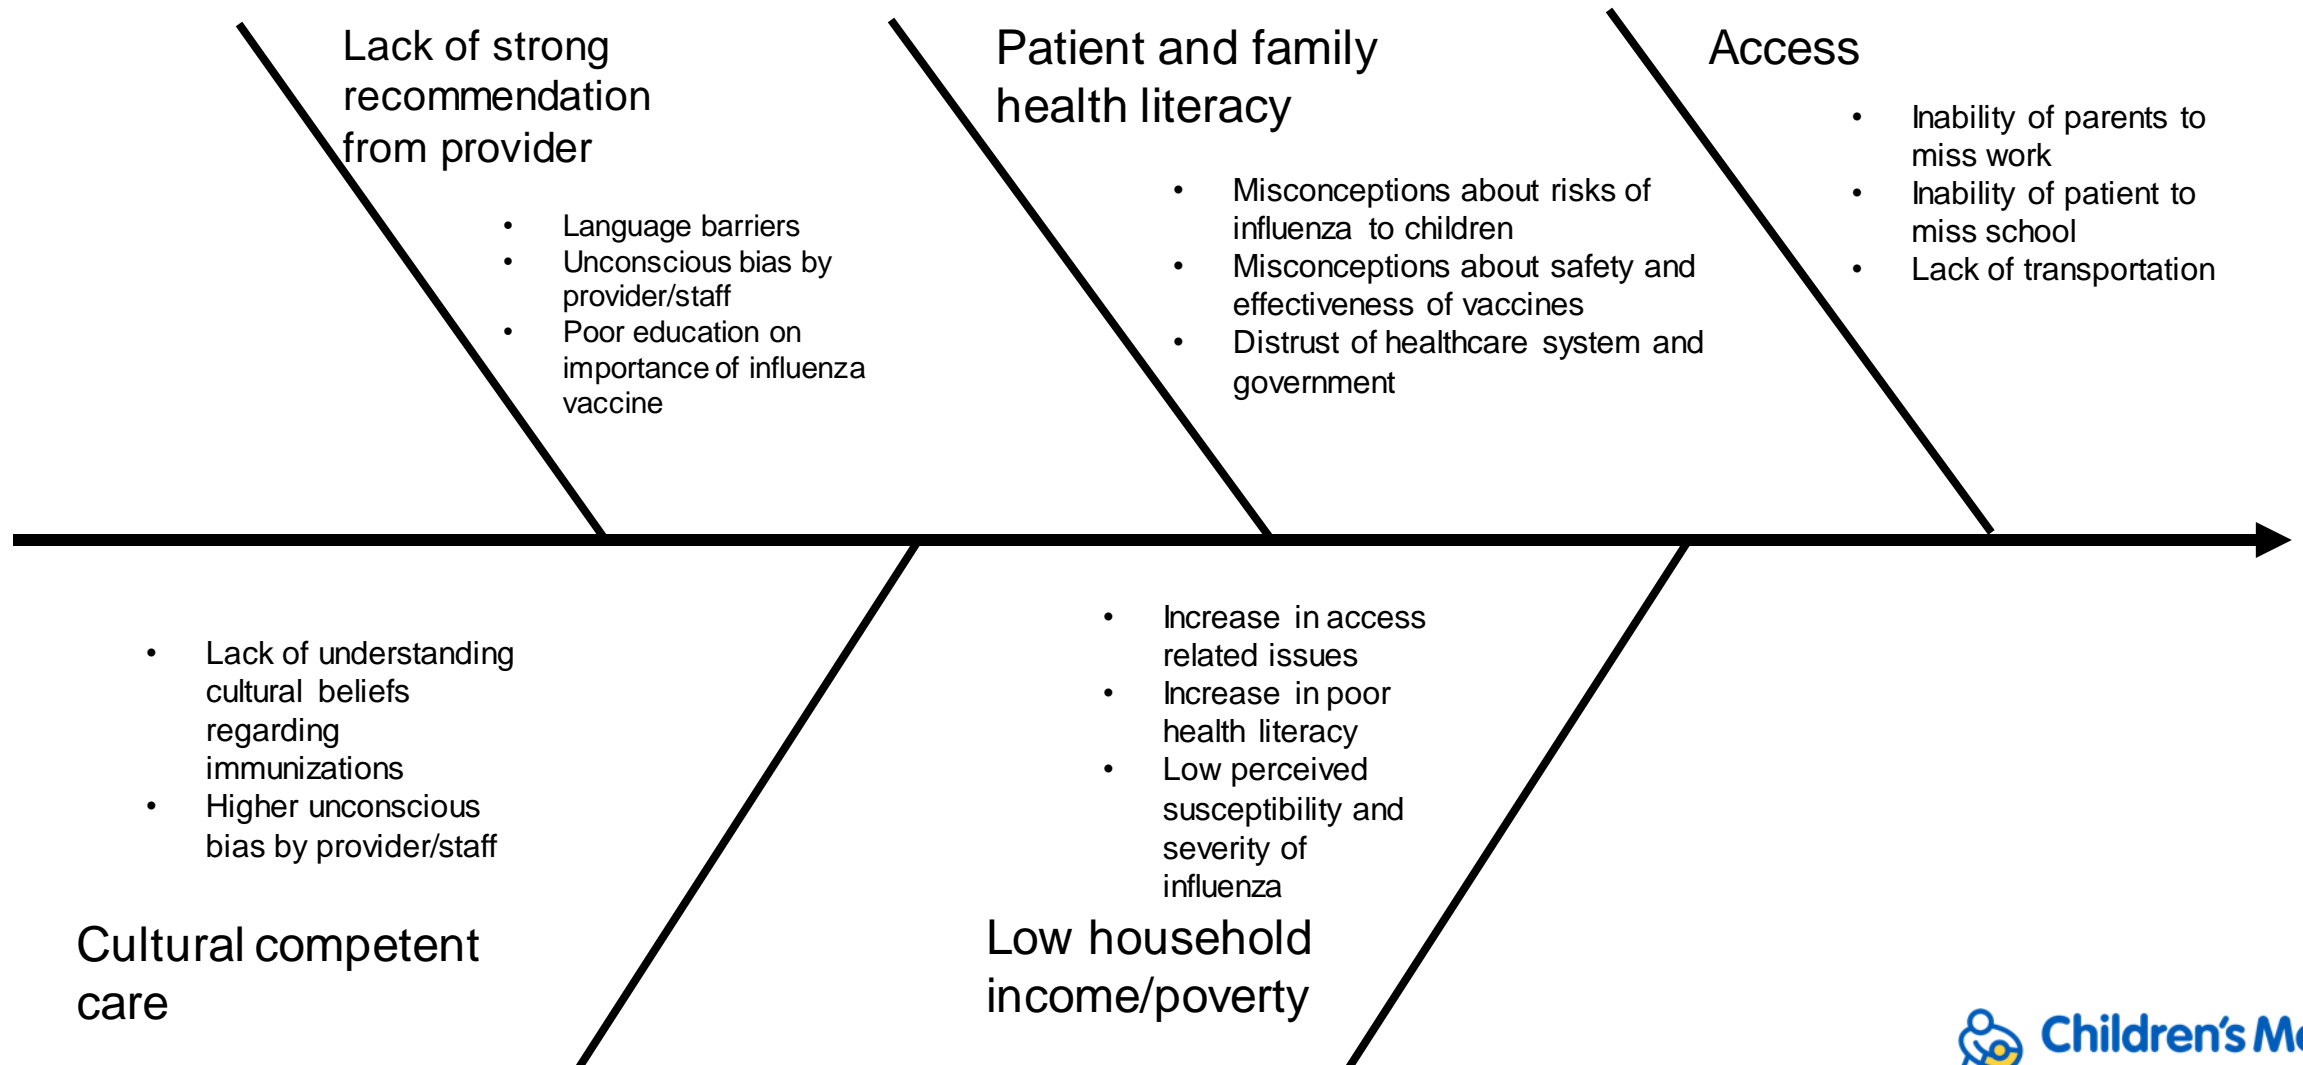 Lack of strong
recommendation
from provider
• Language barriers
• Unconscious bias by
provider/staff
• Poor education on
importance of influenza
vaccine
Patient and family
health literacy
• Misconceptions about risks of
influenza to children
• Misconceptions about safety and
effectiveness of vaccines
• Distrust of healthcare system and
government
Access
• Inability of parents to
miss work
• Inability of patient to
miss school
• Lack of transportation
• Lack of understanding
cultural beliefs
regarding
immunizations
• Higher unconscious
bias by provider/staff
Cultural competent
care
• Increase in access
related issues
• Increase in poor
health literacy
• Low perceived
susceptibility and
severity of
influenza
Low household
income/poverty
Children's